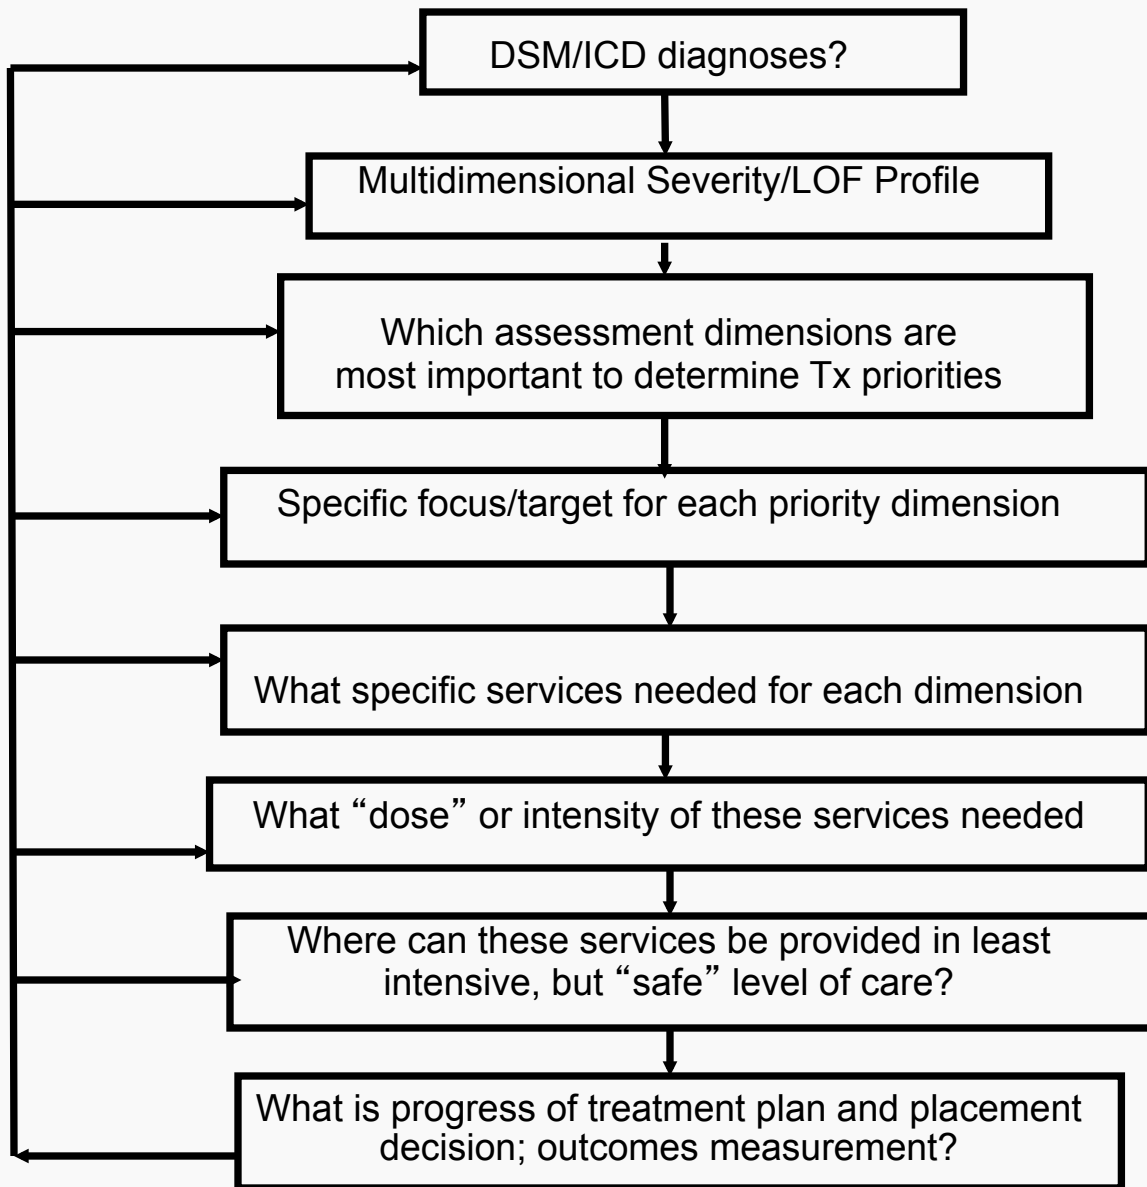 DSM/ICD diagnoses?
Multidimensional Severity/LOF Profile
Which assessment dimensions are
most important to determine Tx priorities
Specific focus/target for each priority dimension
What specific services needed for each dimension
What “dose” or intensity of these services needed
Where can these services be provided in least
intensive, but “safe” level of care?
What is progress of treatment plan and placement
decision; outcomes measurement?